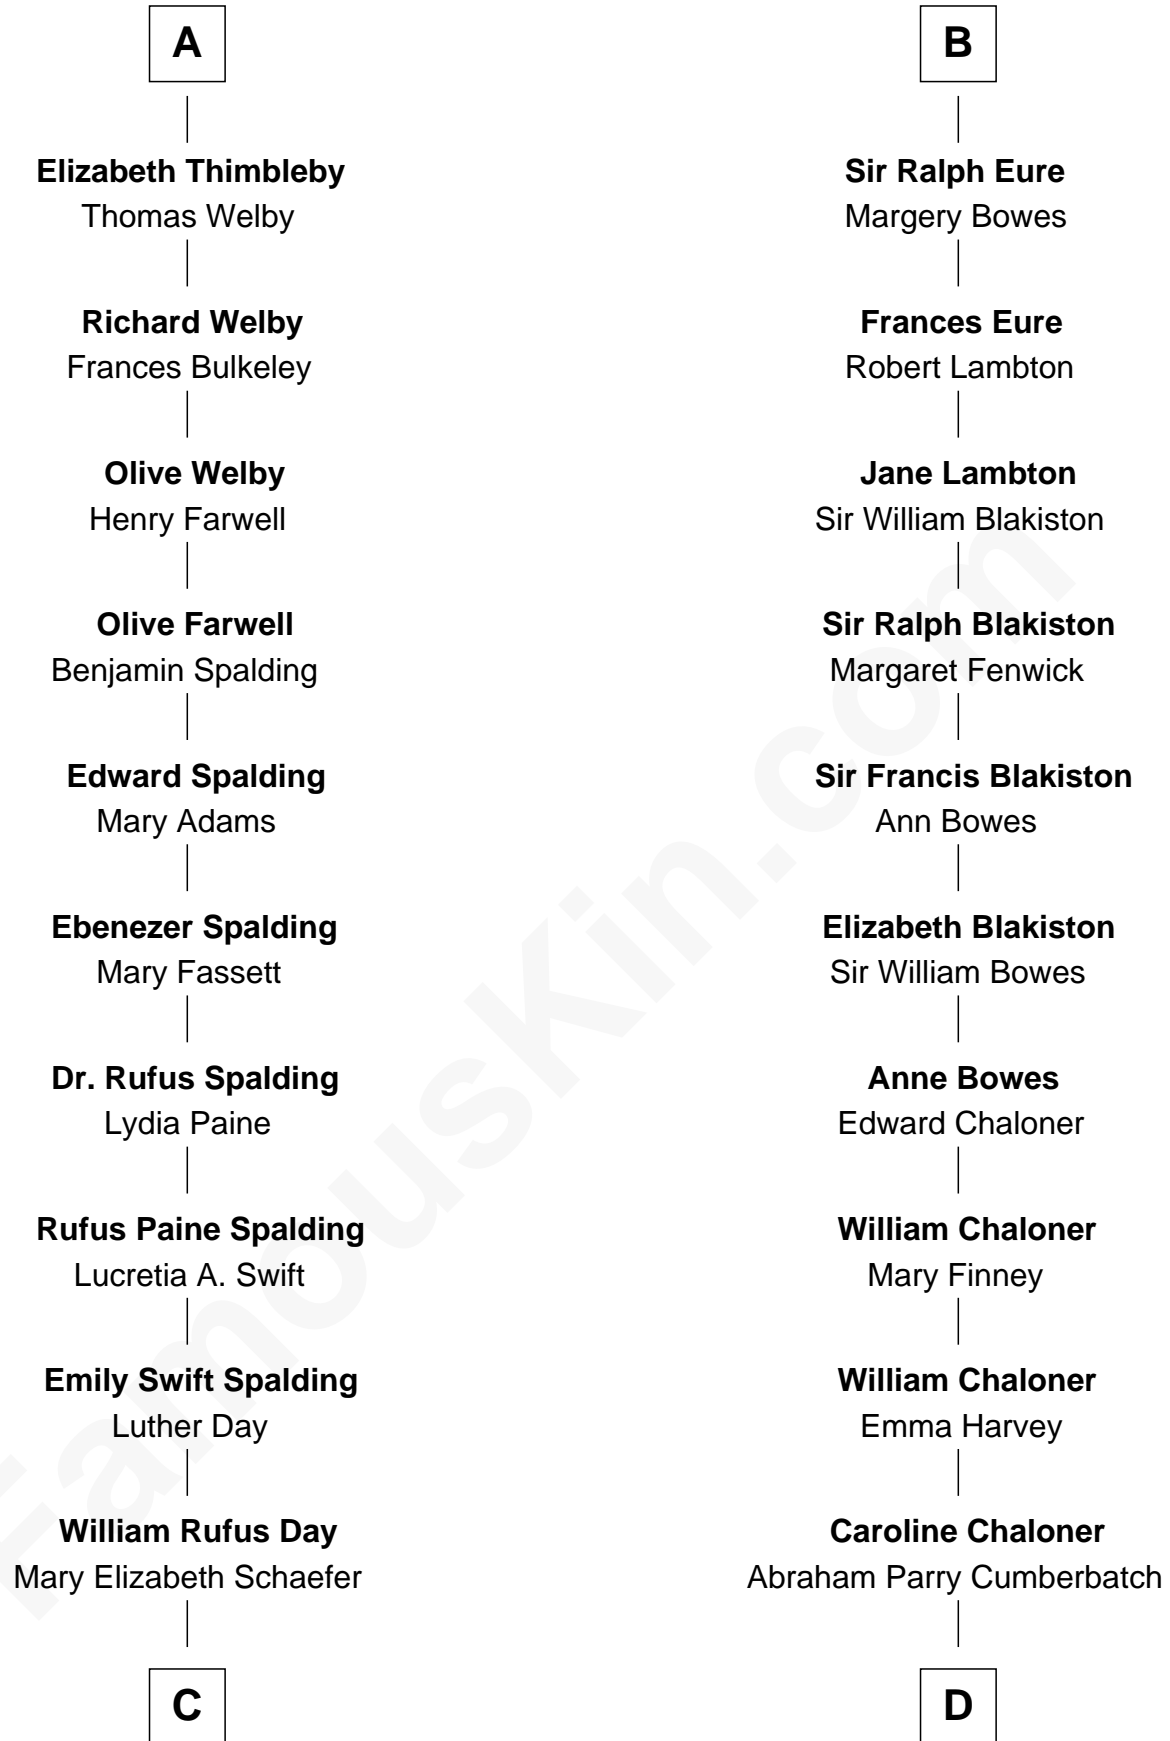 A
Elizabeth Thimbleby
Thomas Welby
Richard Welby
Frances Bulkeley
Olive Welby
Henry Farwell
Olive Farwell
Benjamin Spalding
Edward Spalding
Mary Adams
Ebenezer Spalding
Mary Fassett
Dr. Rufus Spalding
Lydia Paine
Rufus Paine Spalding
Lucretia A. Swift
Emily Swift Spalding
Luther Day
William Rufus Day
Mary Elizabeth Schaefer
C
B
Sir Ralph Eure
Margery Bowes
Frances Eure
Robert Lambton
Jane Lambton
Sir William Blakiston
Sir Ralph Blakiston
Margaret Fenwick
Sir Francis Blakiston
Ann Bowes
Elizabeth Blakiston
Sir William Bowes
Anne Bowes
Edward Chaloner
William Chaloner
Mary Finney
William Chaloner
Emma Harvey
Caroline Chaloner
Abraham Parry Cumberbatch
D
FamousKin.com